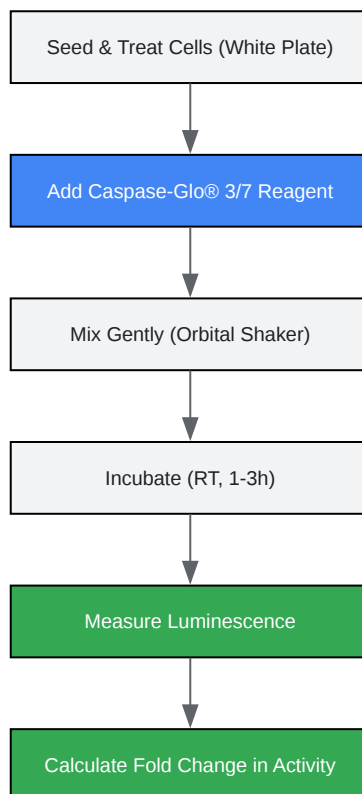 Seed & Treat Cells (White Plate)
Add Caspase-Glo® 3/7 Reagent
Mix Gently (Orbital Shaker)
Incubate (RT, 1-3h)
Measure Luminescence
Calculate Fold Change in Activity